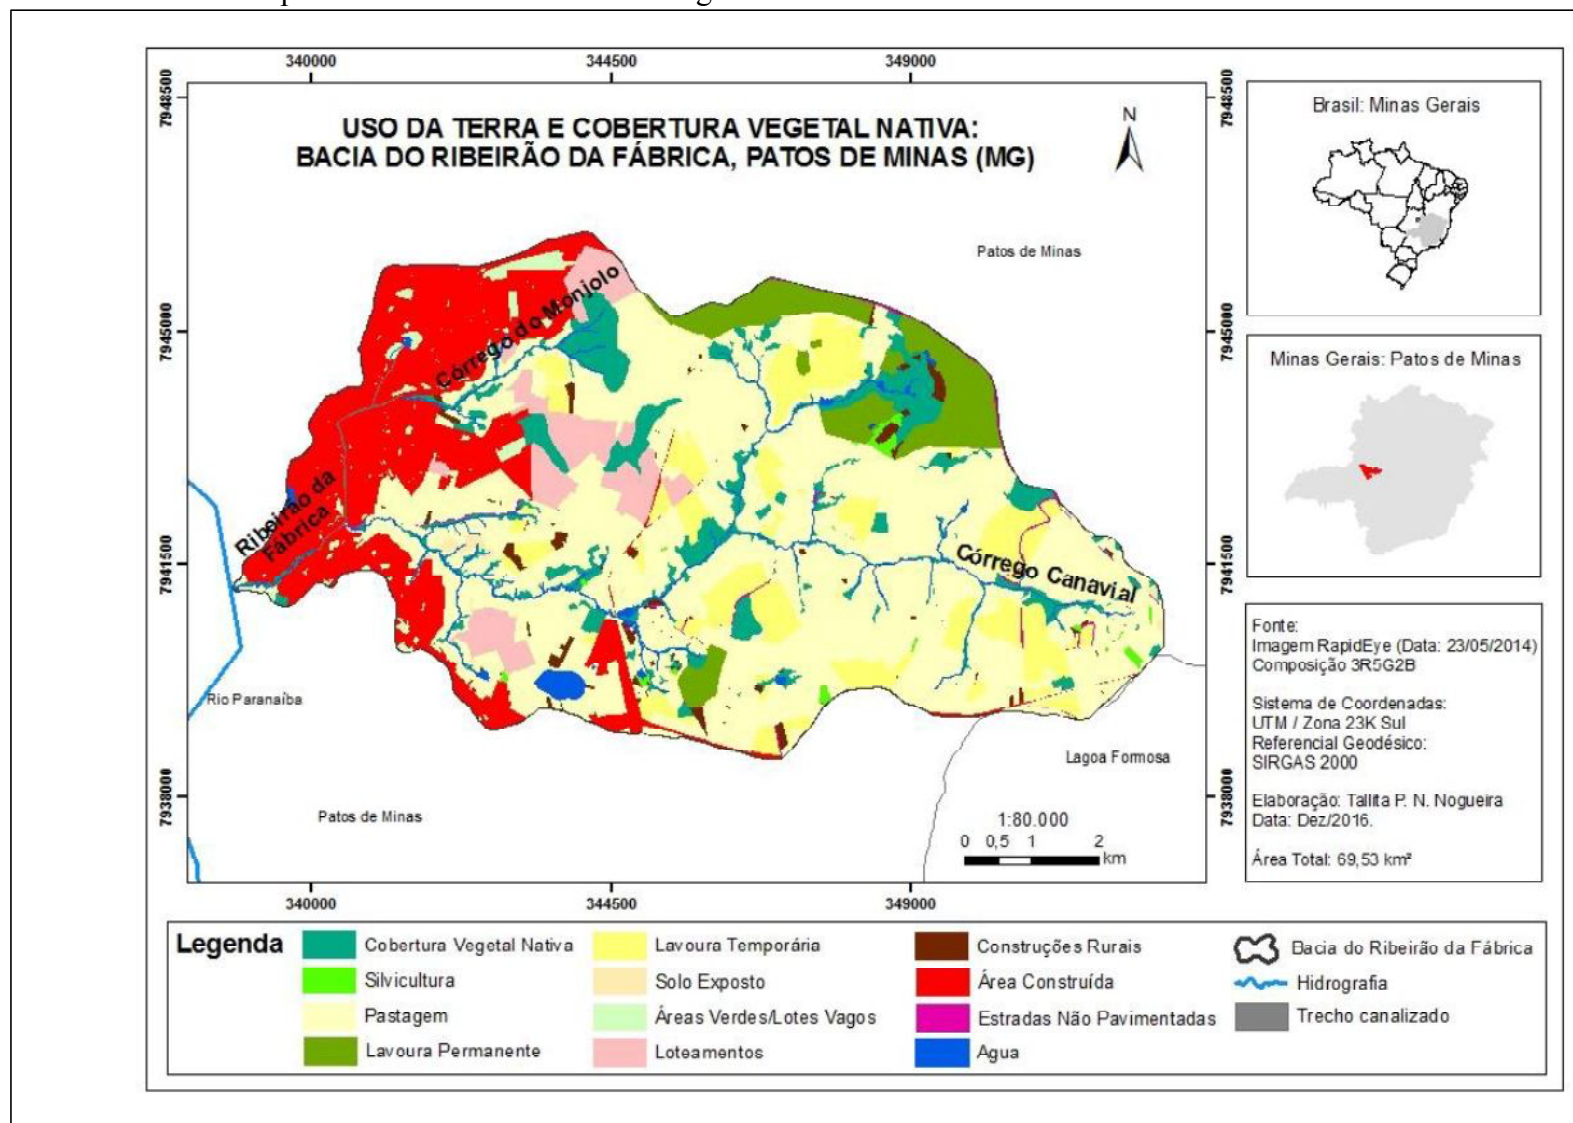 340000
344500
349000
7948500
7948500
USO DA TERRA E COBERTURA VEGETAL NATIVA:
BACIA DO RIBEIRÃO DA FÁBRICA, PATOS DE MINAS (MG)
N
Patos de Minas
Córrego do Monjolo
7945000
7945000
Ribeirão da
Fábrica
Córrego Canavial
7941500
7941500
Rio Paranaíba
Lagoa Formosa
Patos de Minas
7938000
7938000
1:80.000
0 0,5 1 2
km
340000
344500
349000
Brasil: Minas Gerais
Minas Gerais: Patos de Minas
Fonte:
Imagem RapidEye (Data: 23/05/2014)
Composição 3R5G2B
Sistema de Coordenadas:
UTM / Zona 23K Sul
Referencial Geodésico:
SIRGAS 2000
Elaboração: Tallita P. N. Nogueira
Data: Dez/2016.
Área Total: 69,53 km²
Legenda
Cobertura Vegetal Nativa
Silvicultura
Pastagem
Lavoura Permanente
Lavoura Temporária
Solo Exposto
Áreas Verdes/Lotes Vagos
Loteamentos
Construções Rurais
Área Construída
Estradas Não Pavimentadas
Agua
Bacia do Ribeirão da Fábrica
Hidrografia
Trecho canalizado